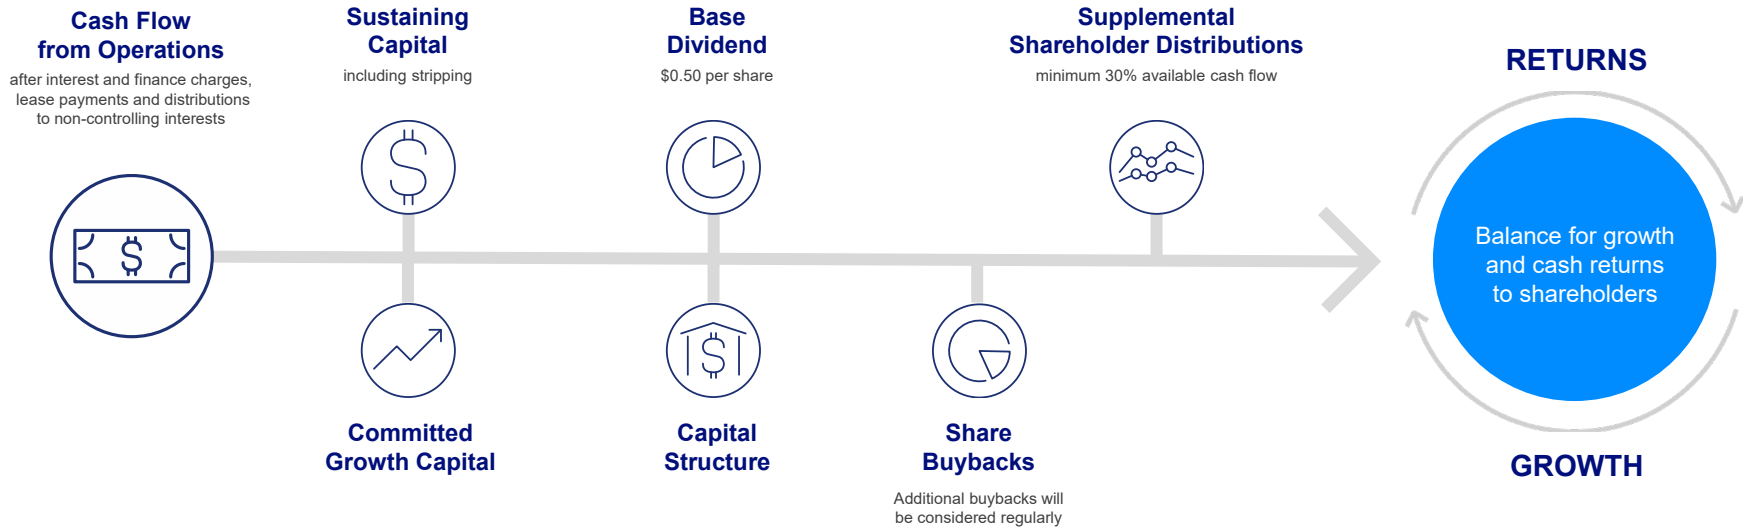 Cash Flow
from Operations
after interest and finance charges,
lease payments and distributions
to non-controlling interests
Sustaining
Capital
including stripping
Base
Dividend
$0.50 per share
Supplemental
Shareholder Distributions
minimum 30% available cash flow
Committed
Growth Capital
Capital
Structure
Share
Buybacks
Additional buybacks will
be considered regularly
RETURNS
Balance for growth
and cash returns
to shareholders
GROWTH